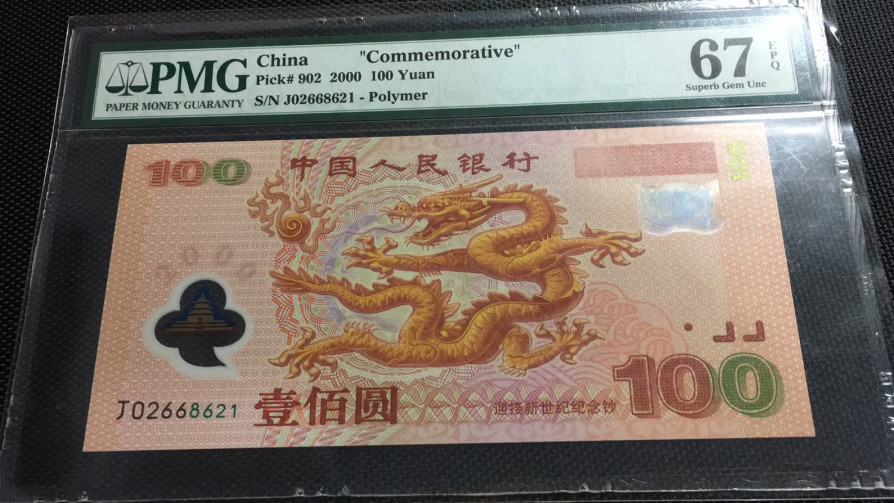 PMG
PAPER MONEY GUARANTY
China "Commemorative"
Pick# 902 2000 100 Yuan
S/N J02668621 - Polymer
67 EPQ
Superb Gem Unc
100
中国人民银行
2000
J02668621
壹佰圆
迎接新世纪纪念钞
100